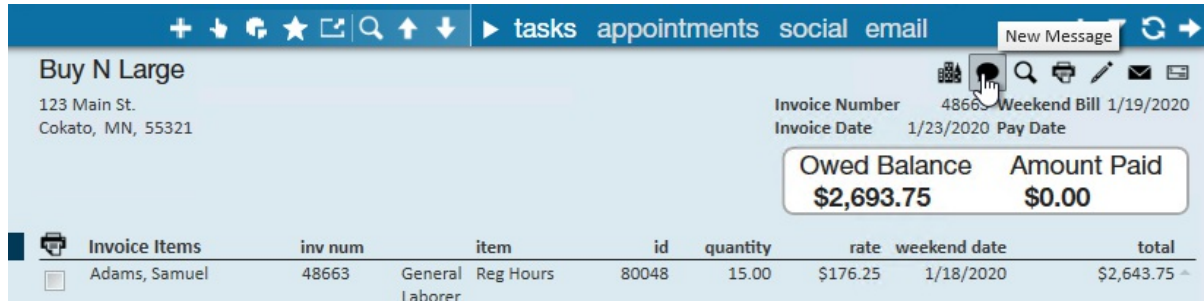 tasks appointments social email
New Message
Buy N Large
123 Main St.
Cokato, MN, 55321
Invoice Number 48663 Weekend Bill 1/19/2020
Invoice Date 1/23/2020 Pay Date
Owed Balance Amount Paid
$2,693.75 $0.00
Invoice Items inv num item id quantity rate weekend date total
Adams, Samuel 48663 General Reg Hours 80048 15.00 $176.25 1/18/2020 $2,643.75
Laborer